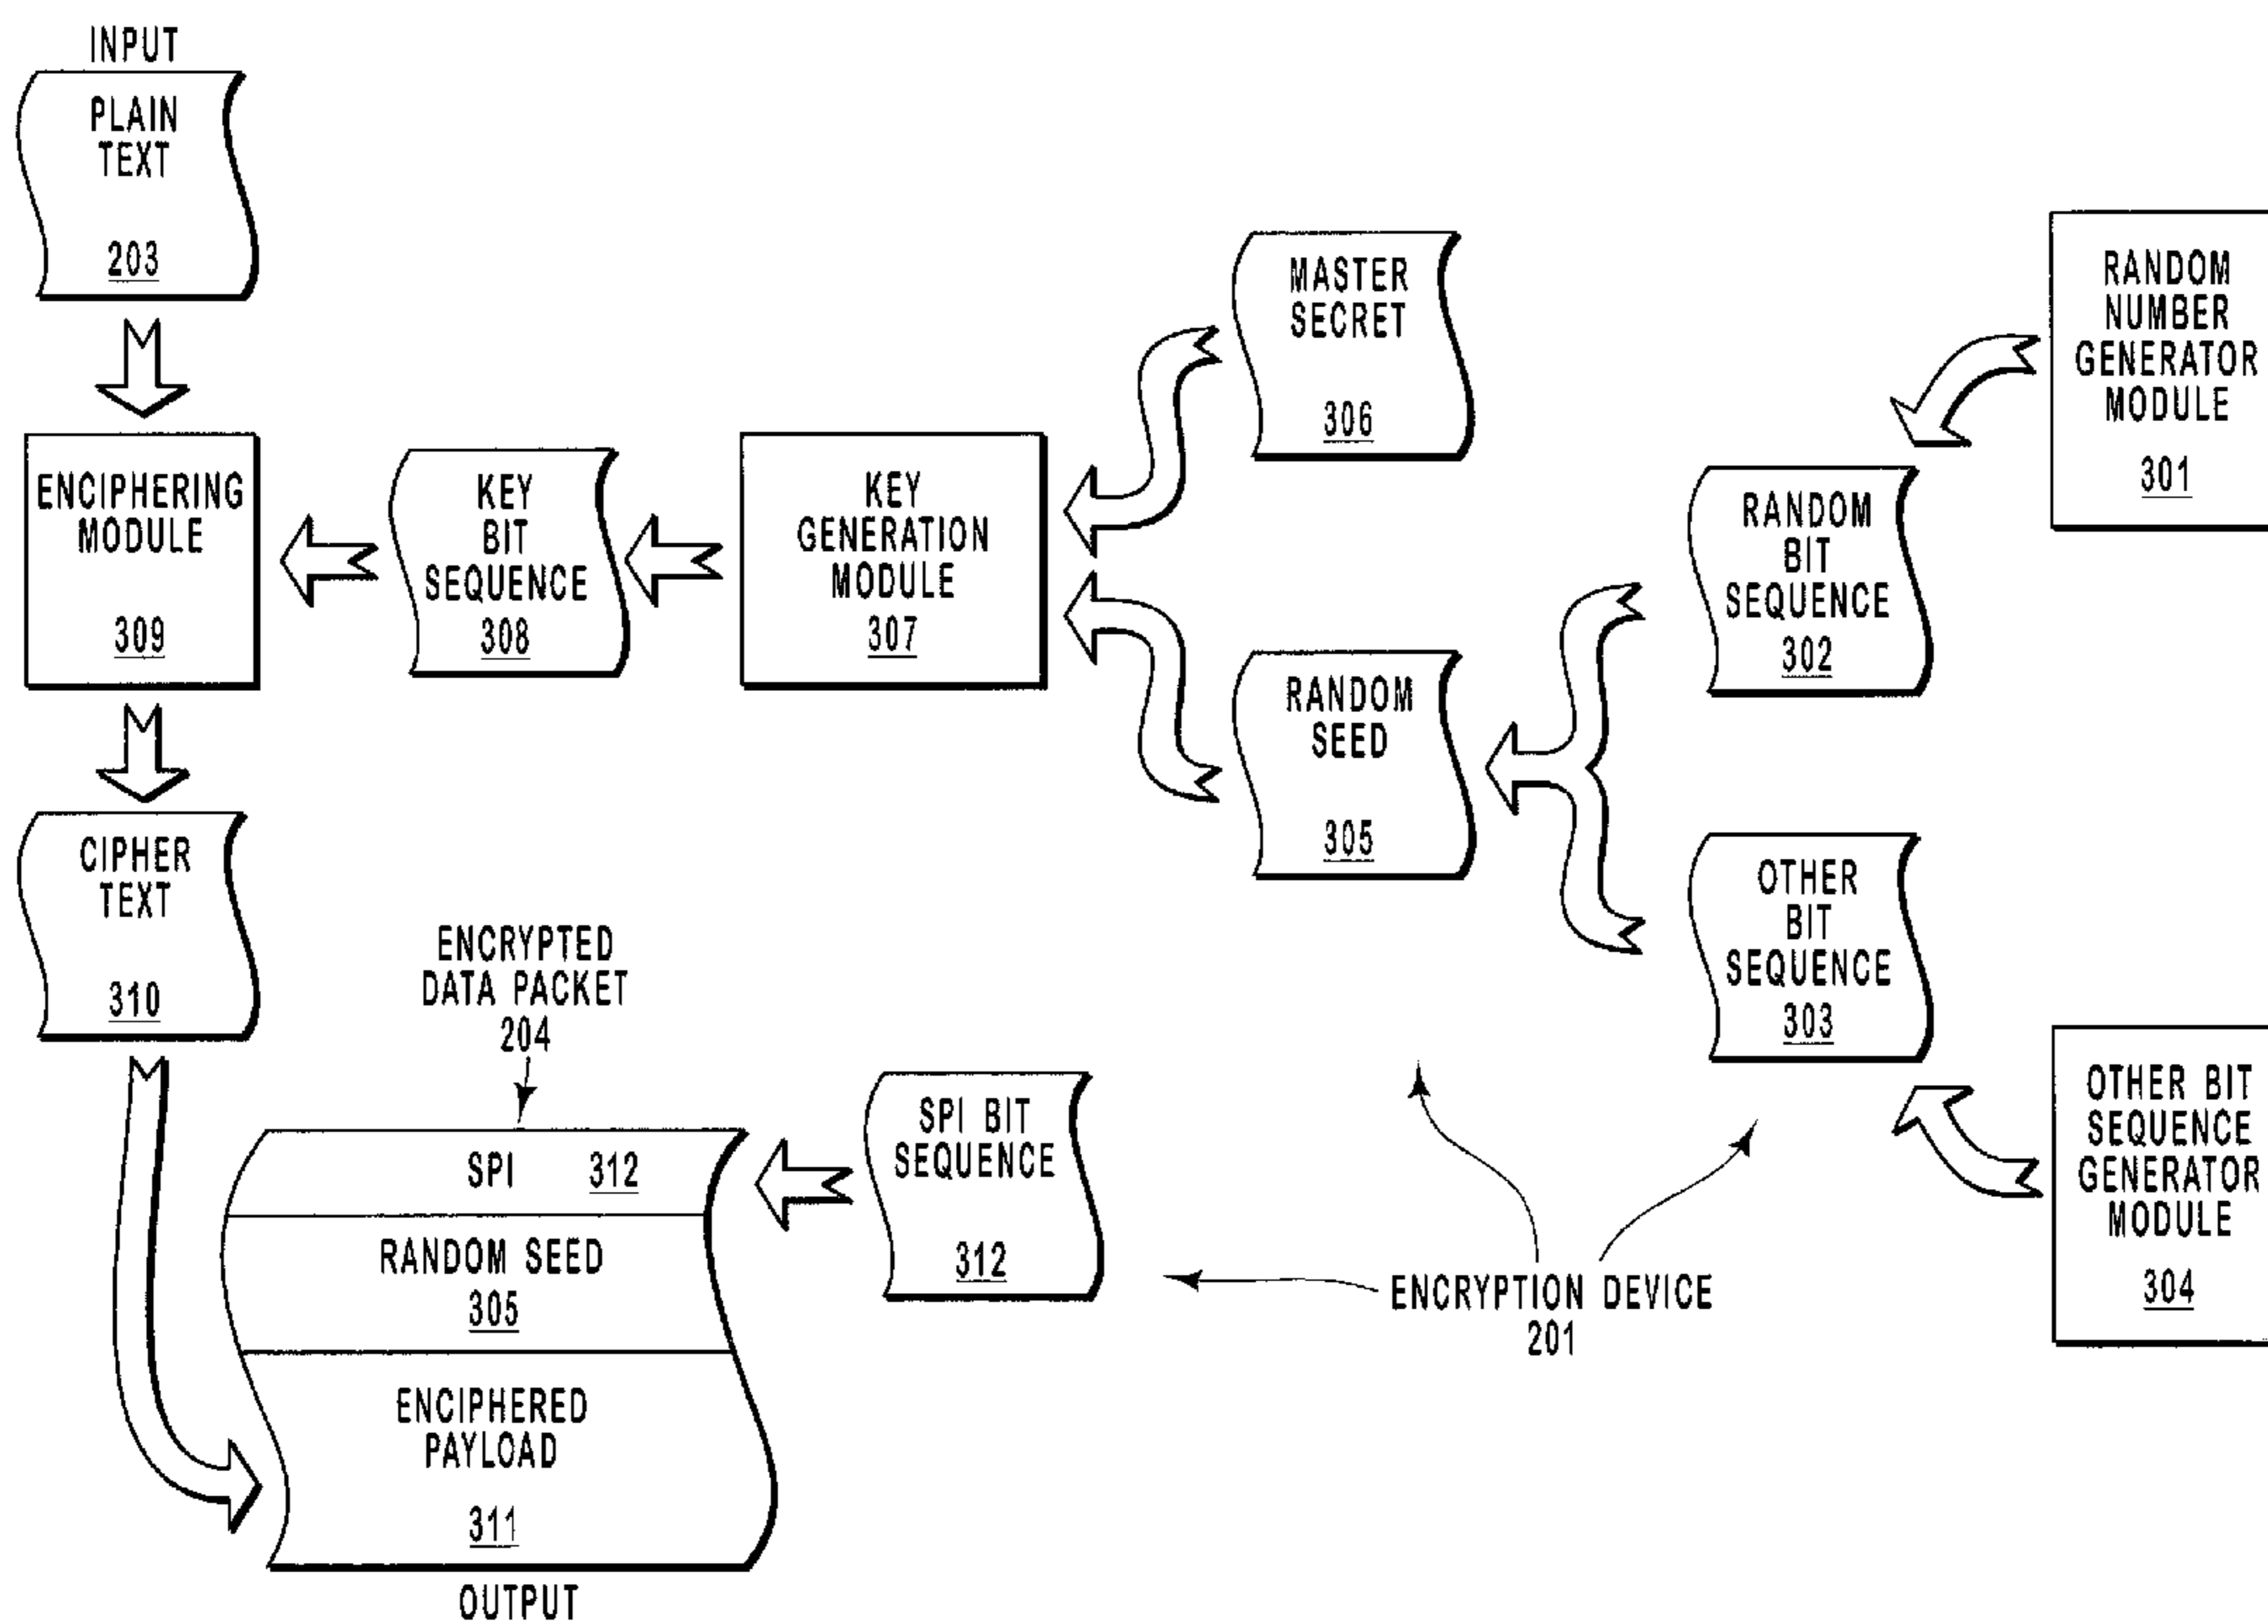 INPUT
PLAIN
TEXT
203
ENCIPHERING
MODULE
309
KEY
BIT
SEQUENCE
308
KEY
GENERATION
MODULE
307
MASTER
SECRET
306
RANDOM
SEED
305
RANDOM
BIT
SEQUENCE
302
RANDOM
NUMBER
GENERATOR
MODULE
301
OTHER
BIT
SEQUENCE
303
OTHER BIT
SEQUENCE
GENERATOR
MODULE
304
CIPHER
TEXT
310
ENCRYPTED
DATA PACKET
204
SPI 312
RANDOM SEED
305
ENCIPHERED
PAYLOAD
311
OUTPUT
SPI BIT
SEQUENCE
312
ENCRYPTION DEVICE
201